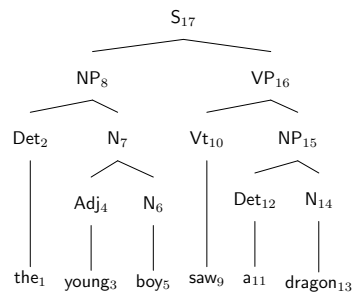 S₁₇
NP₈ VP₁₆
Det₂ N₇ Vt₁₀ NP₁₅
Adj₄ N₆ Det₁₂ N₁₄
the₁ young₃ boy₅ saw₉ a₁₁ dragon₁₃